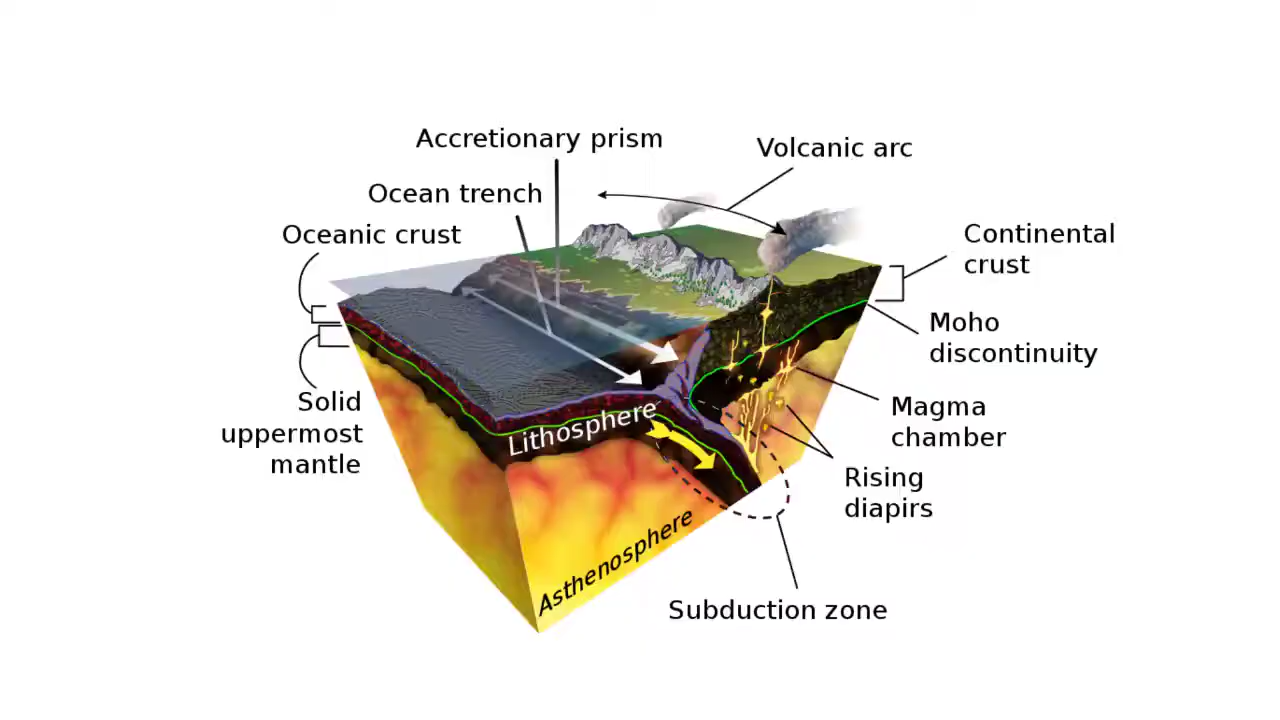 Accretionary prism
Volcanic arc
Ocean trench
Oceanic crust
Continental
crust
Moho
discontinuity
Solid
uppermost
mantle
Lithosphere
Magma
chamber
Rising
diapirs
Asthenosphere
Subduction zone